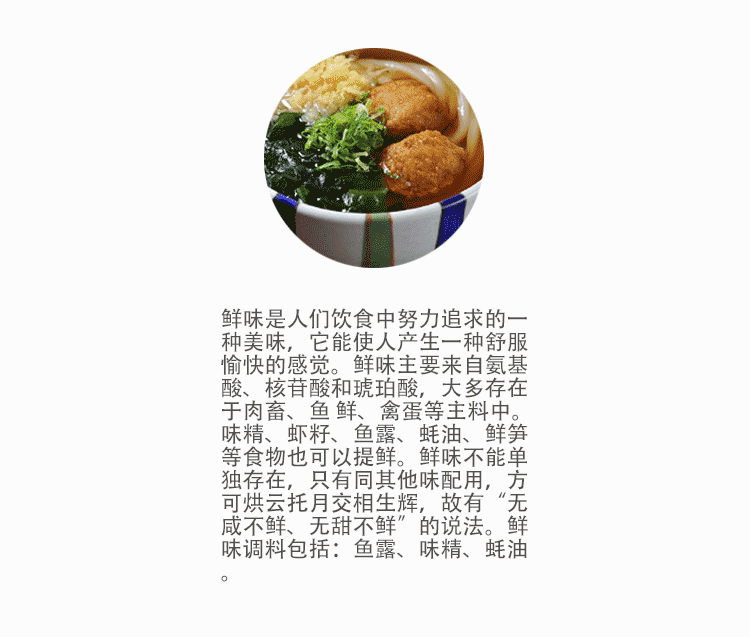 鲜味是人们饮食中努力追求的一
种美味，它能使人产生一种舒服
愉快的感觉。鲜味主要来自氨基
酸、核苷酸和琥珀酸，大多存在
于肉畜、鱼 鲜、禽蛋等主料中。
味精、虾籽、鱼露、蚝油、鲜笋
等食物也可以提鲜。鲜味不能单
独存在，只有同其他味配用，方
可烘云托月交相生辉，故有“无
咸不鲜、无甜不鲜”的说法。鲜
味调料包括：鱼露、味精、蚝油
。